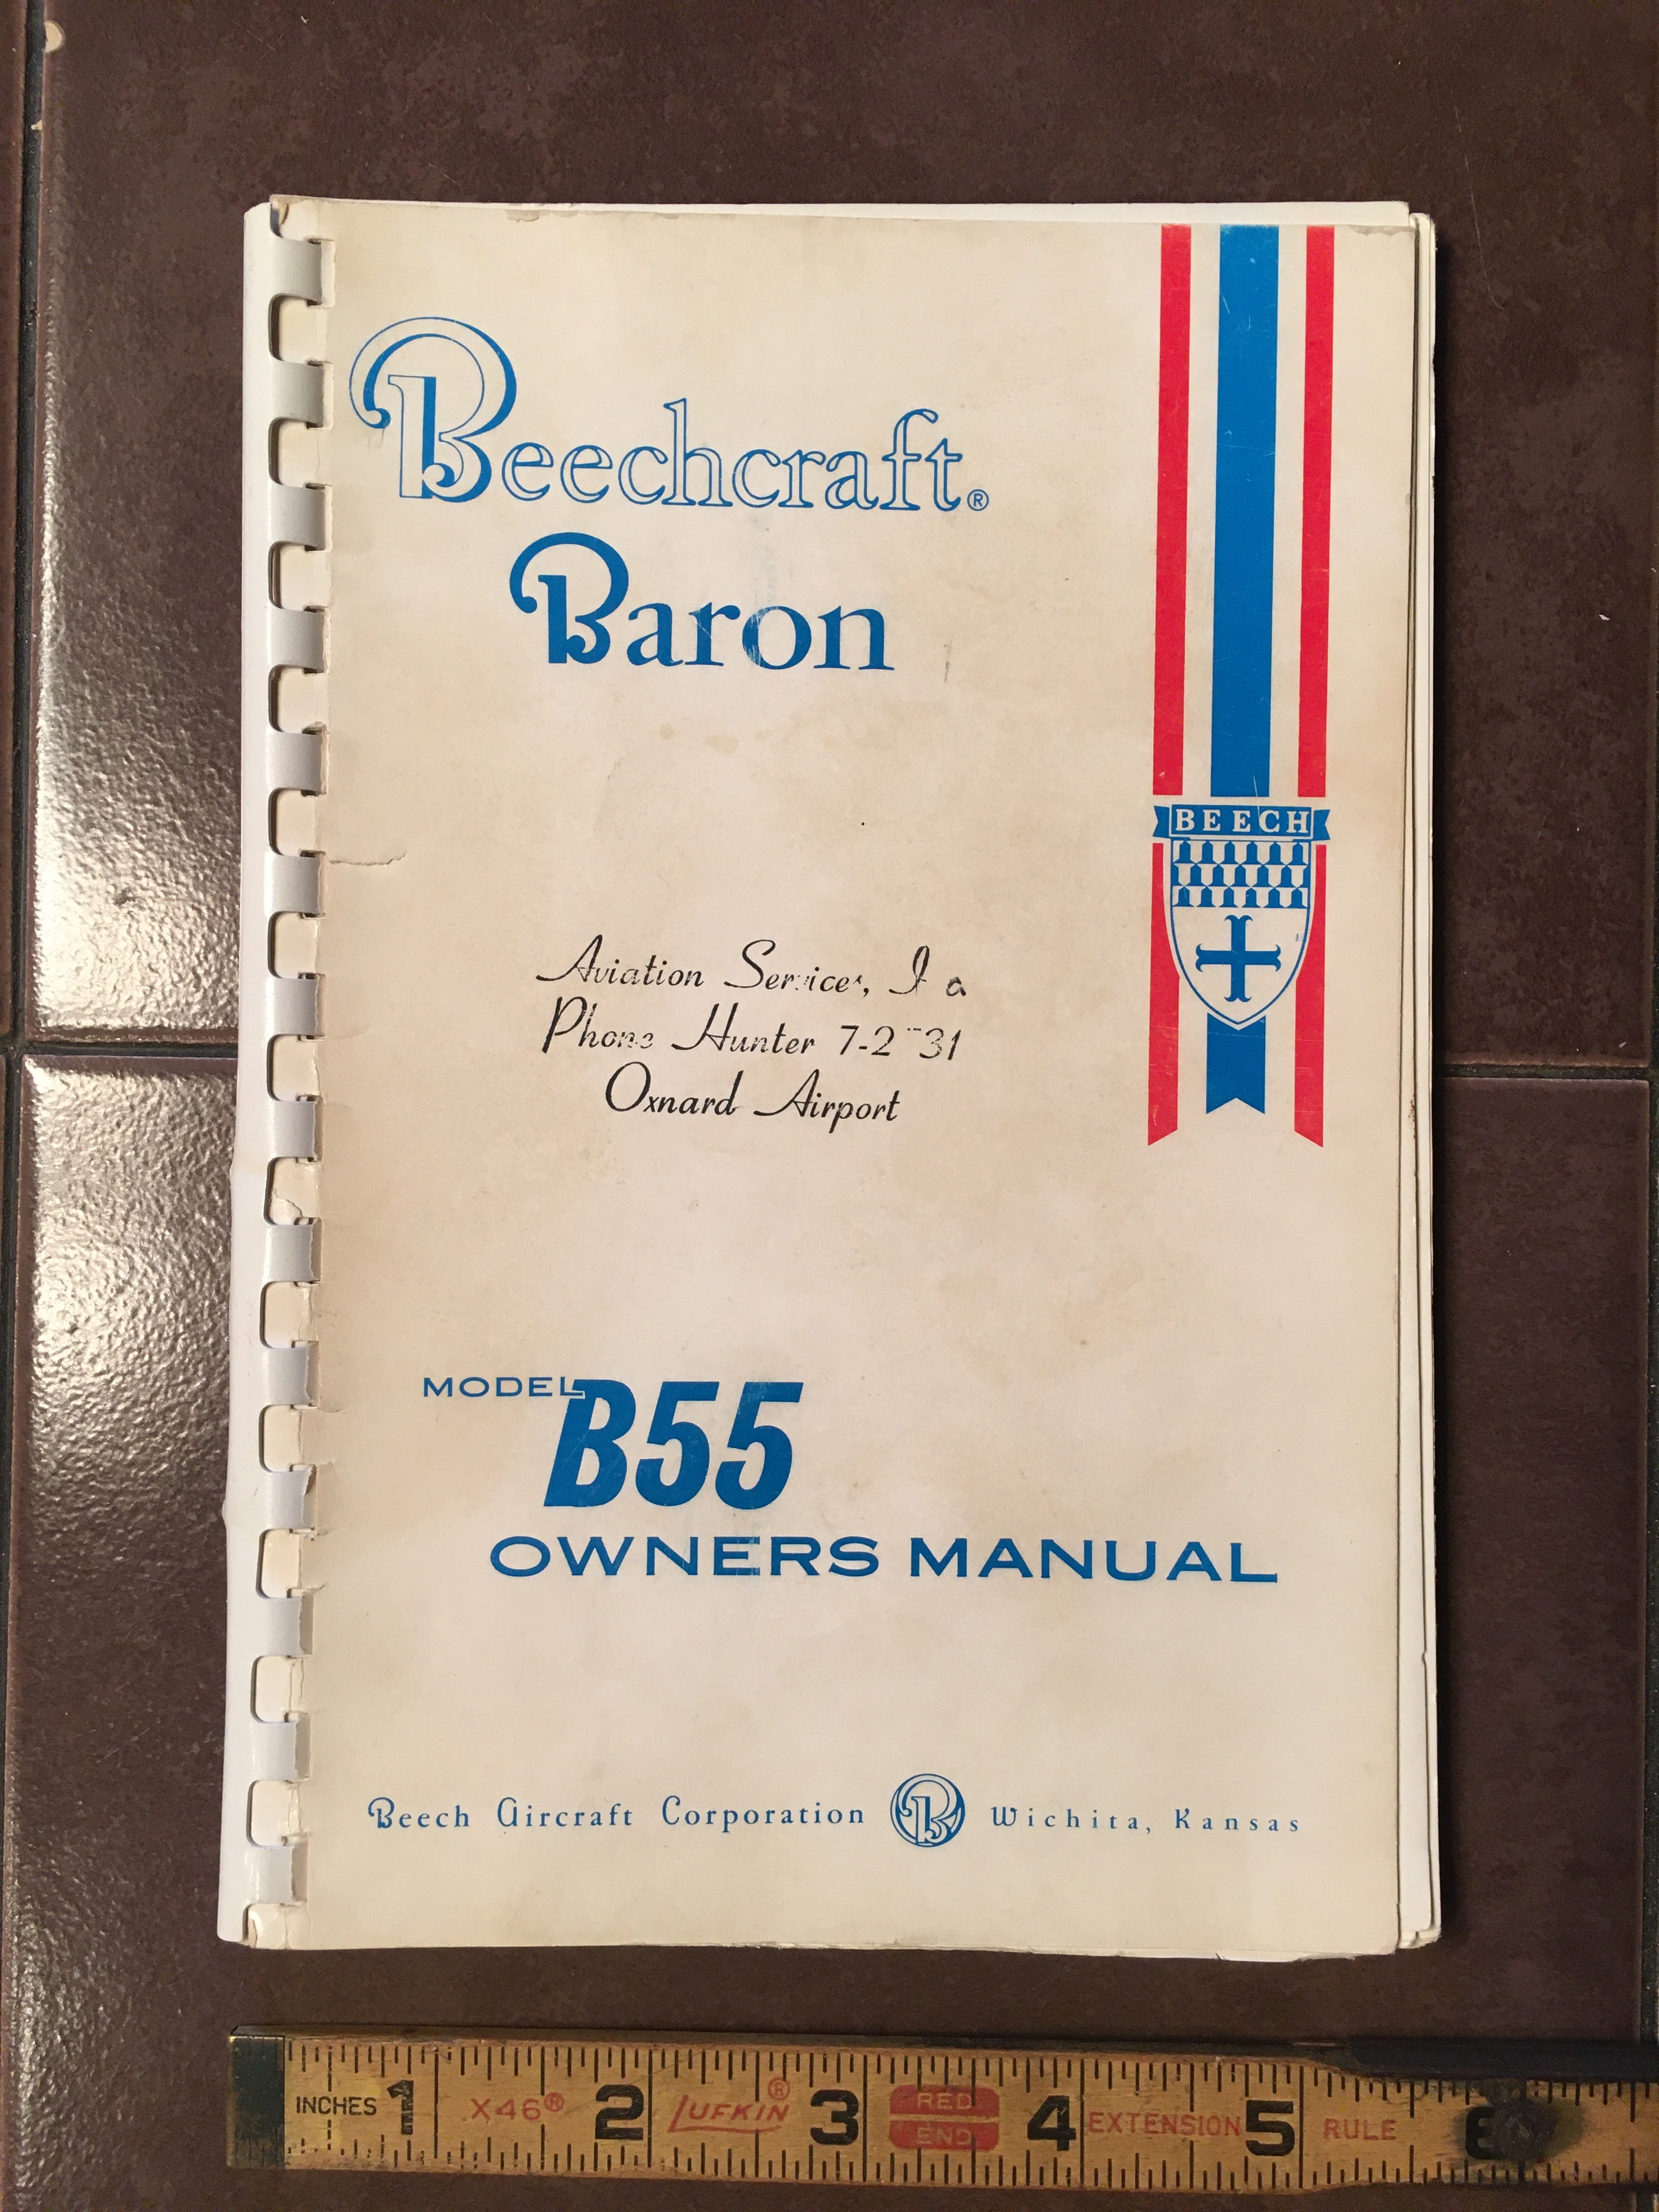 Beechcraft®
Baron
BEECH
Aviation
Phone Hunter
Oxnard Airport
MODEL B55
OWNERS MANUAL
Beech Aircraft Corporation B Wichita, Kansas
INCHES 1 X46® 2 LUFKIN® 3 RED END 4 EXTENSION 5 RULE 6